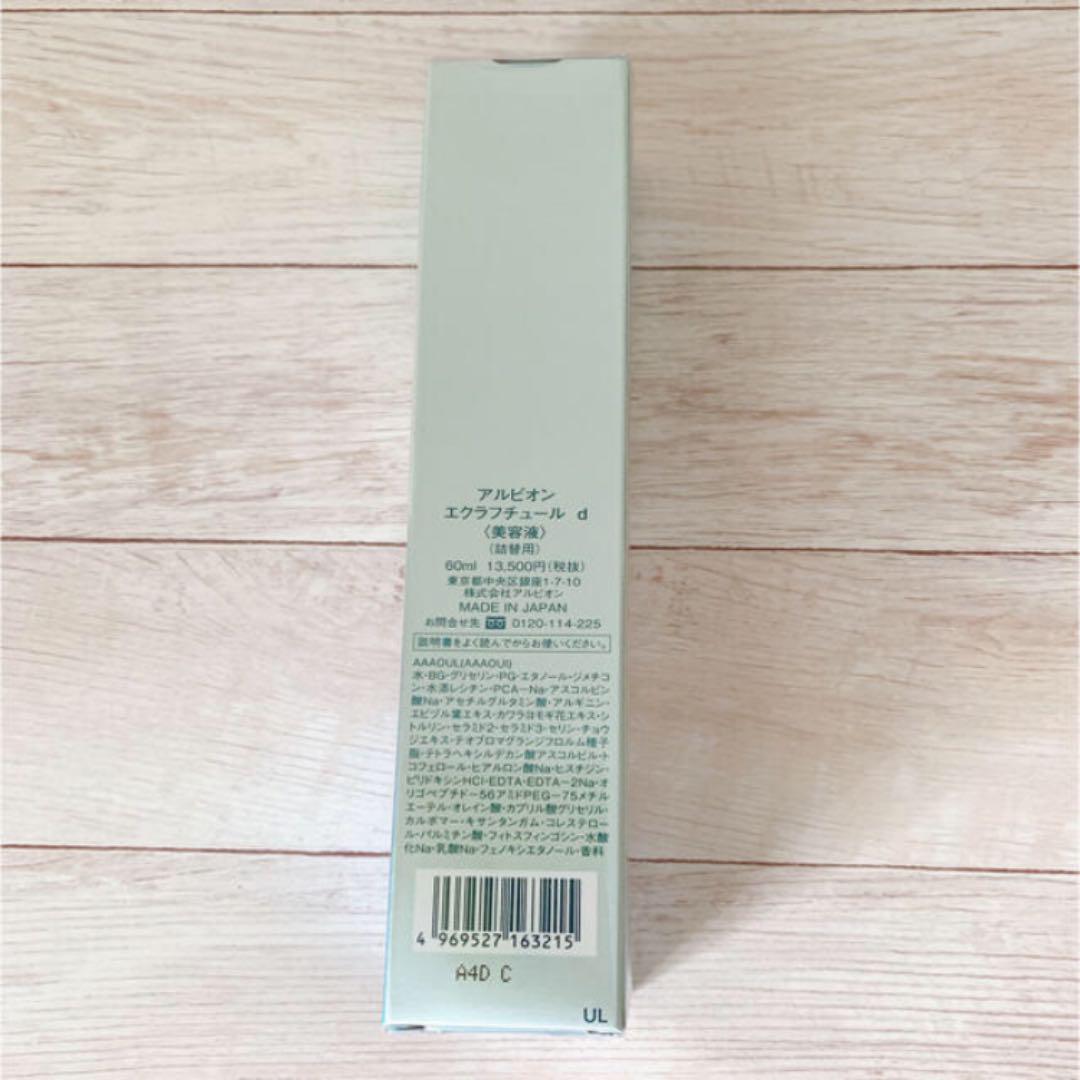 アルビオン
エクラフチュール d
〈美容液〉
(詰替用)
60ml 13,500円(税抜)
東京都中央区銀座1-7-10
株式会社アルビオン
MADE IN JAPAN
お問合せ先 0120-114-225
説明書をよく読んでからお使いください。
AAA0UL(AAA0UI)
水・BG・グリセリン・PG・エタノール・ジメチコ
ン・水添レシチン・PCA-Na・アスコルビン
酸Na・アセチルグルタミン酸・アルギニン・
エビヅル葉エキス・カワラヨモギ花エキス・シ
トルリン・セラミド2・セラミド3・セリン・チョウ
ジエキス・テオブロマグランジフロルム種子
脂・テトラヘキシルデカン酸アスコルビル・ト
コフェロール・ヒアルロン酸Na・ヒスチジン・
ピリドキシンHCl・EDTA・EDTA-2Na・オ
リゴペプチド-56アミドPEG-75メチル
エーテル・オレイン酸・カプリル酸グリセリル・
カルボマー・キサンタンガム・コレステロー
ル・パルミチン酸・フィトスフィンゴシン・水酸
化Na・乳酸Na・フェノキシエタノール・香料
4 969527 163215
A4D C
UL